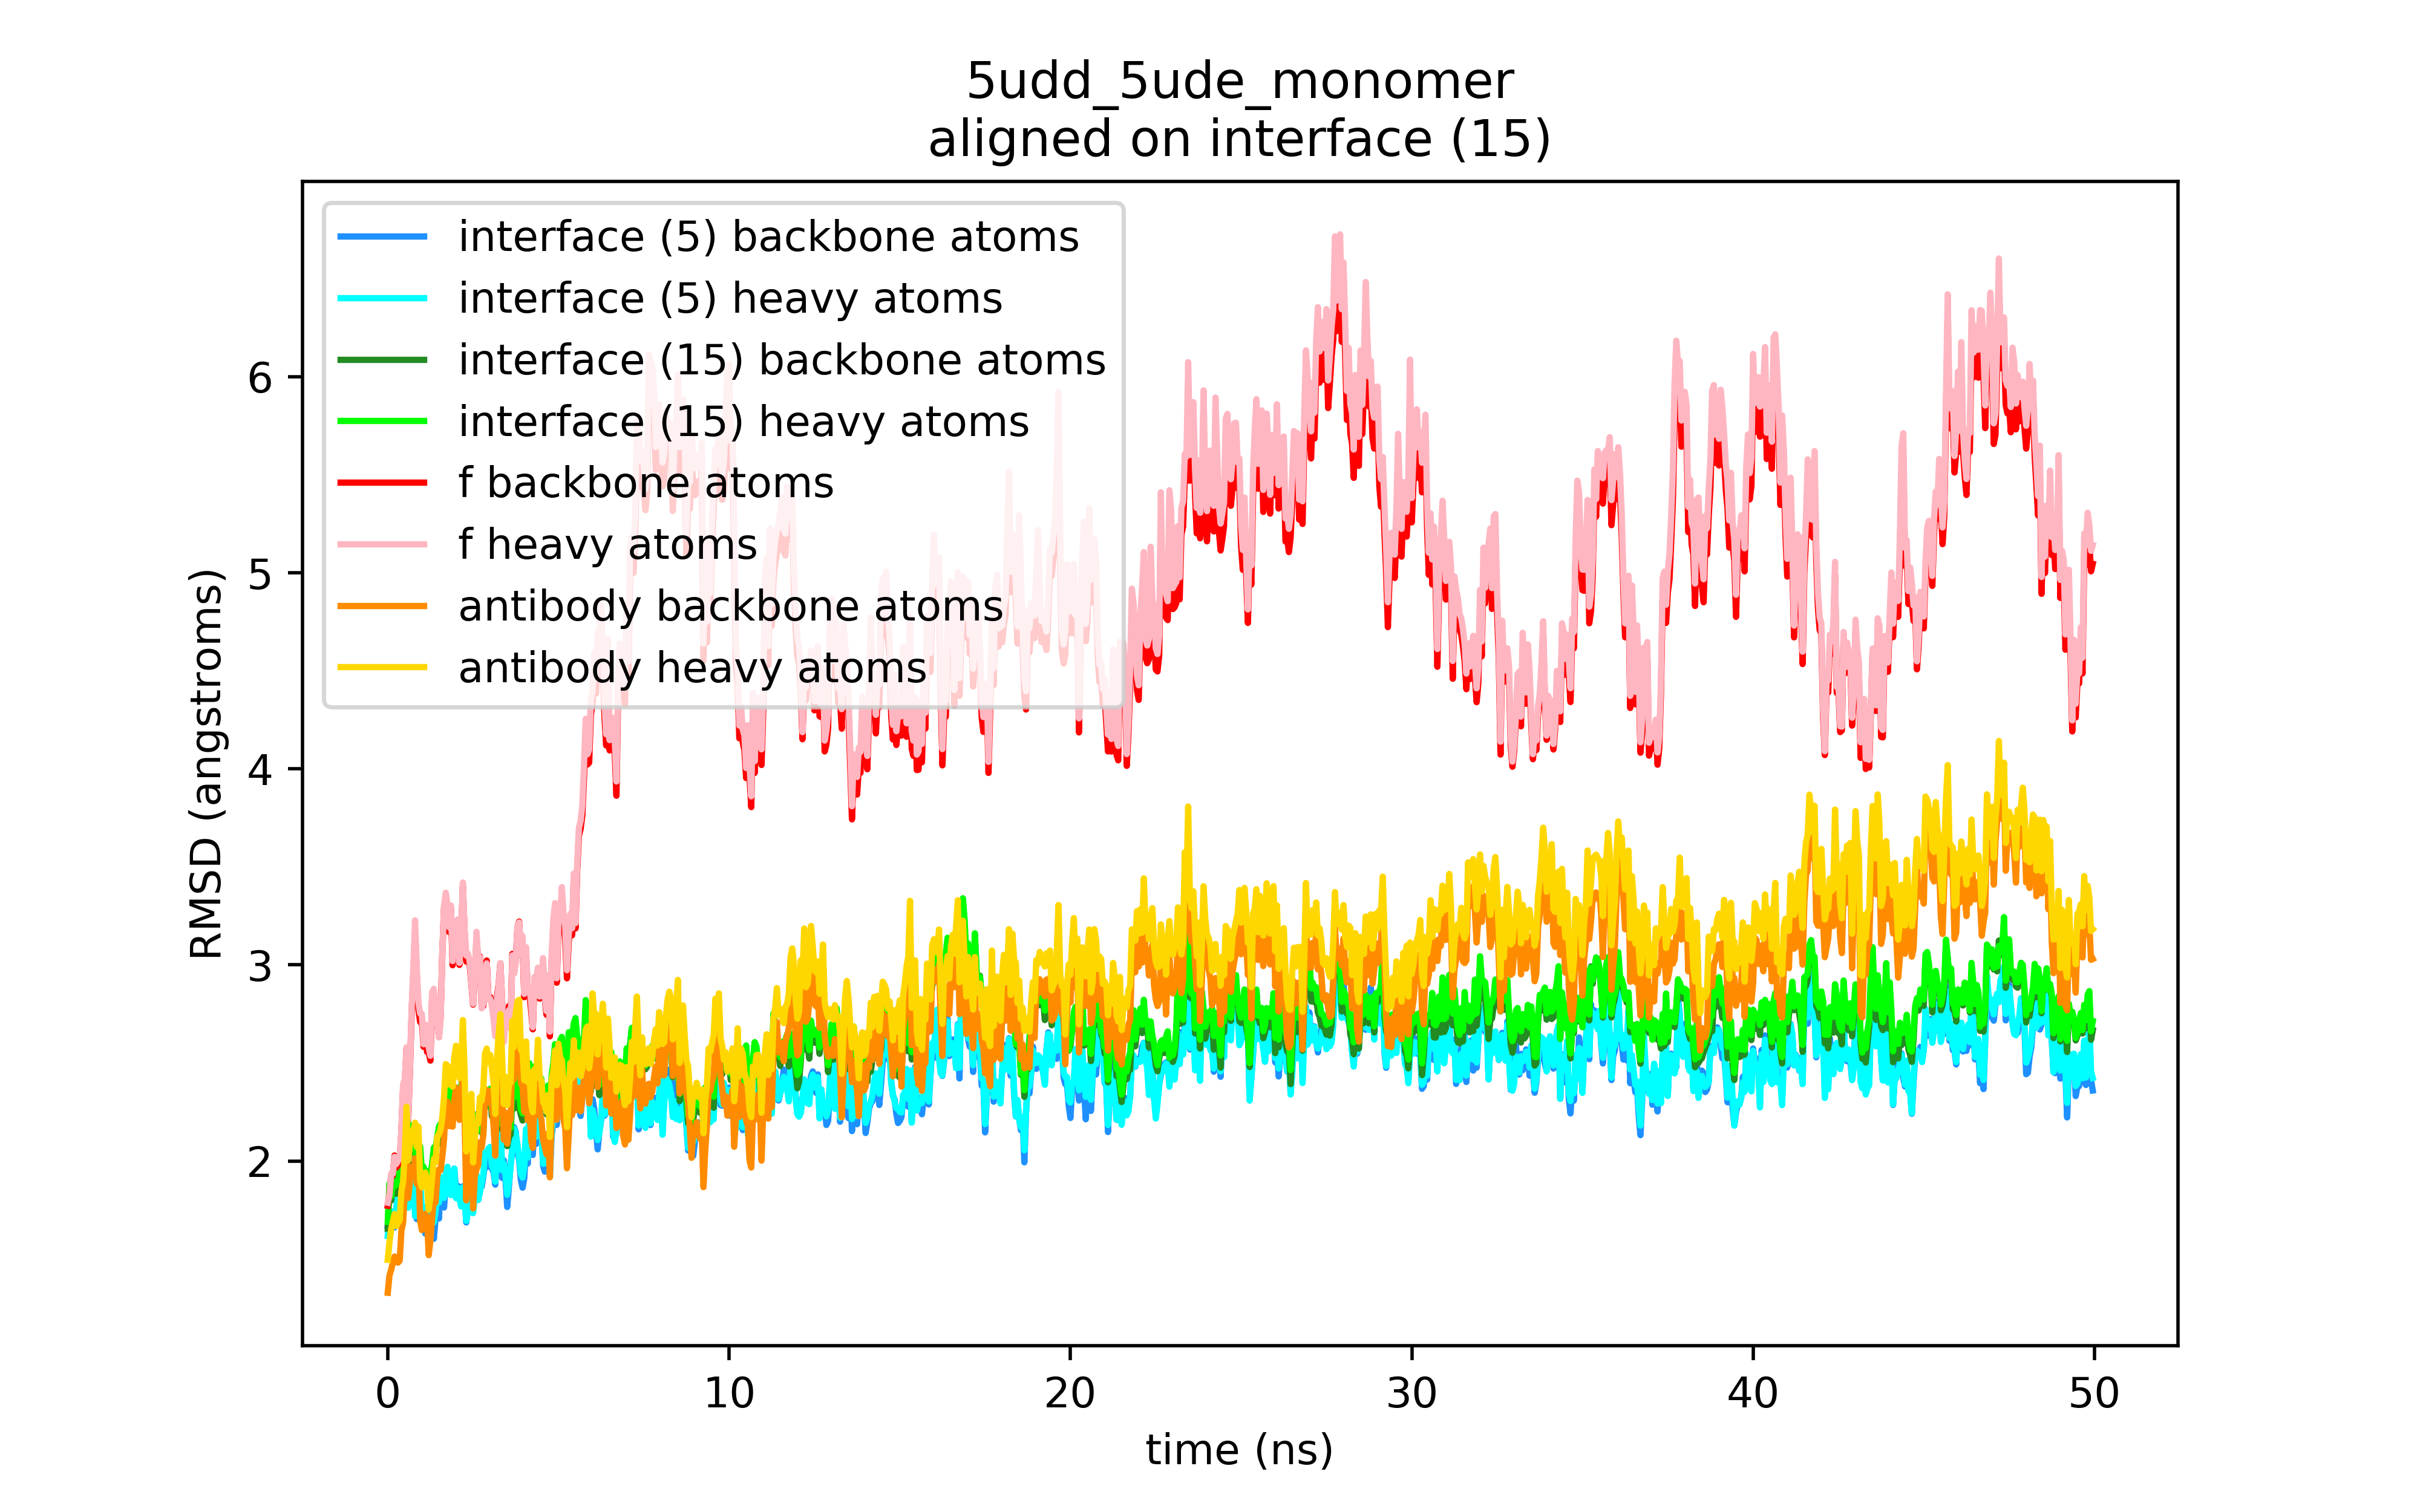 5udd_5ude_monomer
aligned on interface (15)
interface (5) backbone atoms
interface (5) heavy atoms
interface (15) backbone atoms
interface (15) heavy atoms
f backbone atoms
f heavy atoms
antibody backbone atoms
antibody heavy atoms
RMSD (angstroms)
6
5
4
3
2
0 10 20 30 40 50
time (ns)